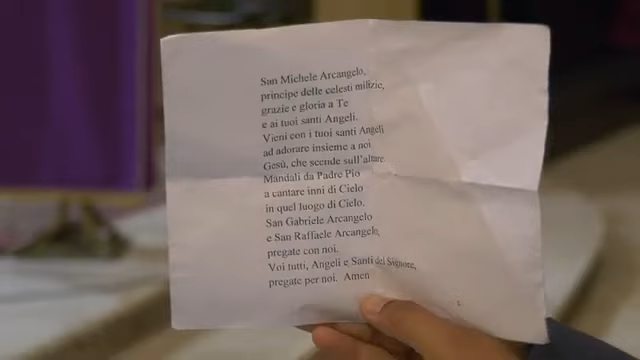 San Michele Arcangelo,
principe delle celesti milizie,
grazie e gloria a Te
e ai tuoi santi Angeli.
Vieni con i tuoi santi Angeli
ad adorare insieme a noi
Gesù, che scende sull'altare
Mandali da Padre Pio
a cantare inni di Cielo
in quel luogo di Cielo.
San Gabriele Arcangelo
e San Raffaele Arcangelo,
pregate con noi.
Voi tutti, Angeli e Santi del Signore,
pregate per noi. Amen